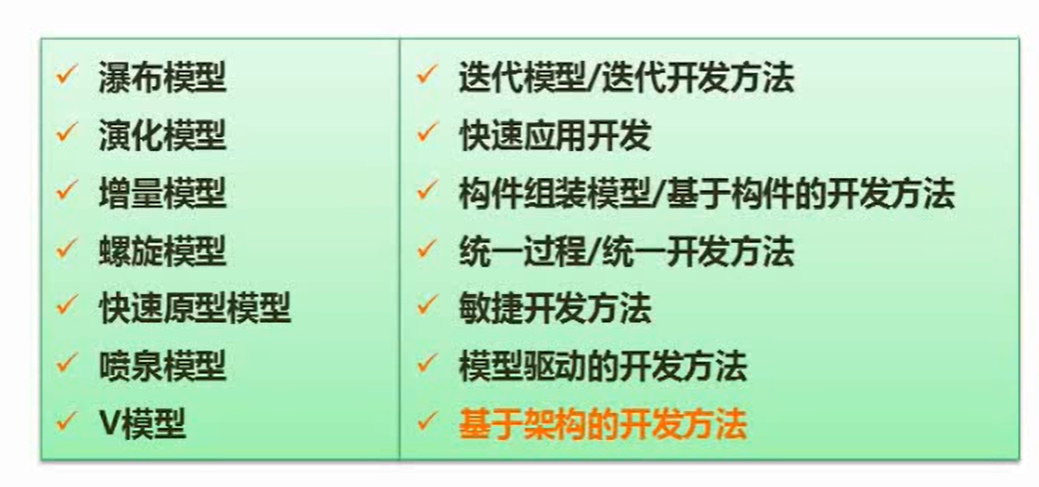 ✓ 瀑布模型
✓ 演化模型
✓ 增量模型
✓ 螺旋模型
✓ 快速原型模型
✓ 喷泉模型
✓ V模型
✓ 迭代模型/迭代开发方法
✓ 快速应用开发
✓ 构件组装模型/基于构件的开发方法
✓ 统一过程/统一开发方法
✓ 敏捷开发方法
✓ 模型驱动的开发方法
✓ 基于架构的开发方法